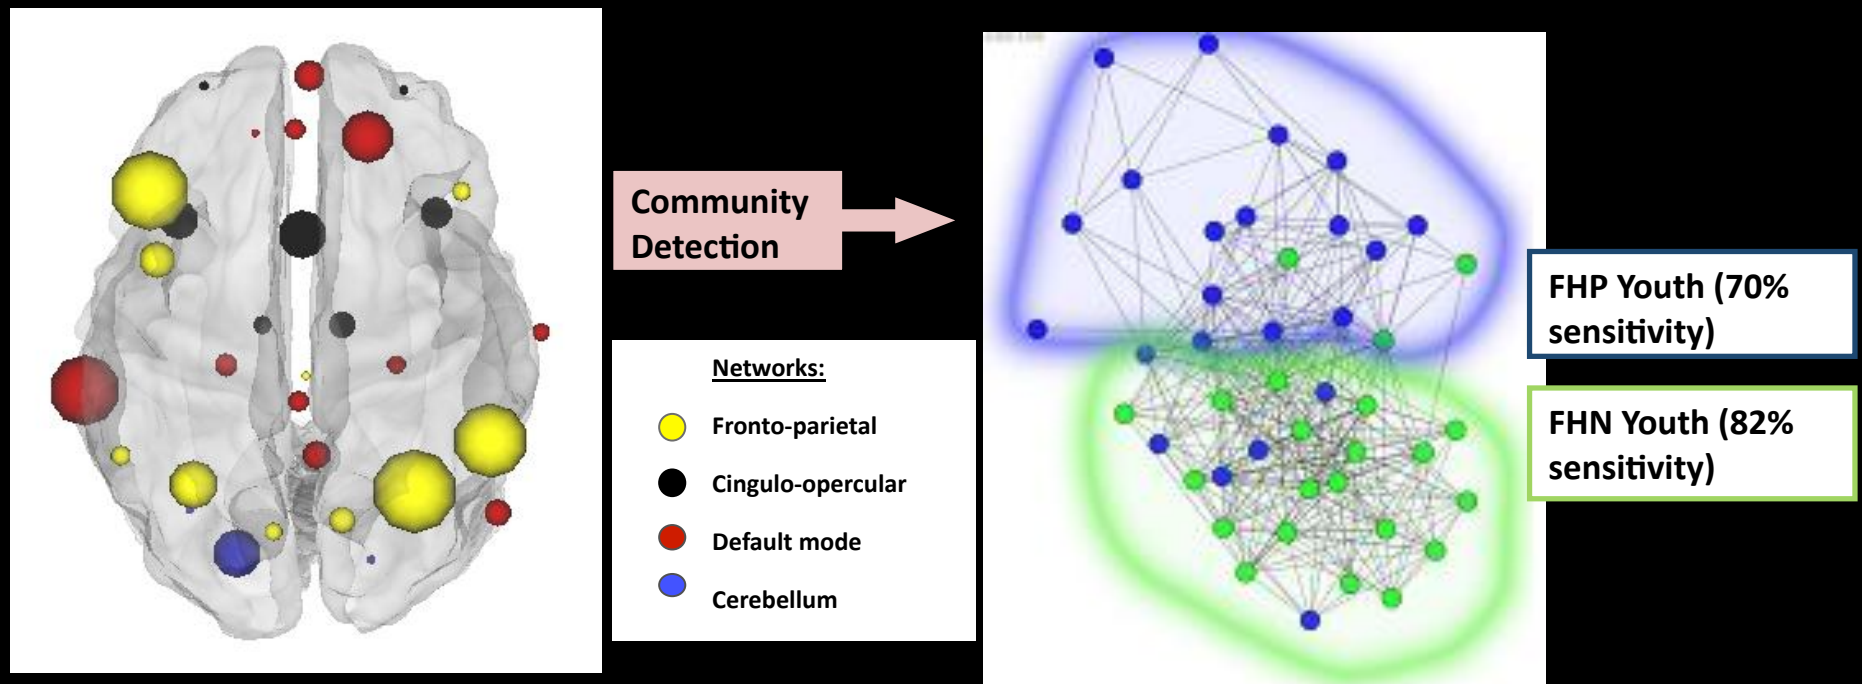 Community
Detection
Networks:
Fronto-parietal
Cingulo-opercular
Default mode
Cerebellum
FHP Youth (70%
sensitivity)
FHN Youth (82%
sensitivity)